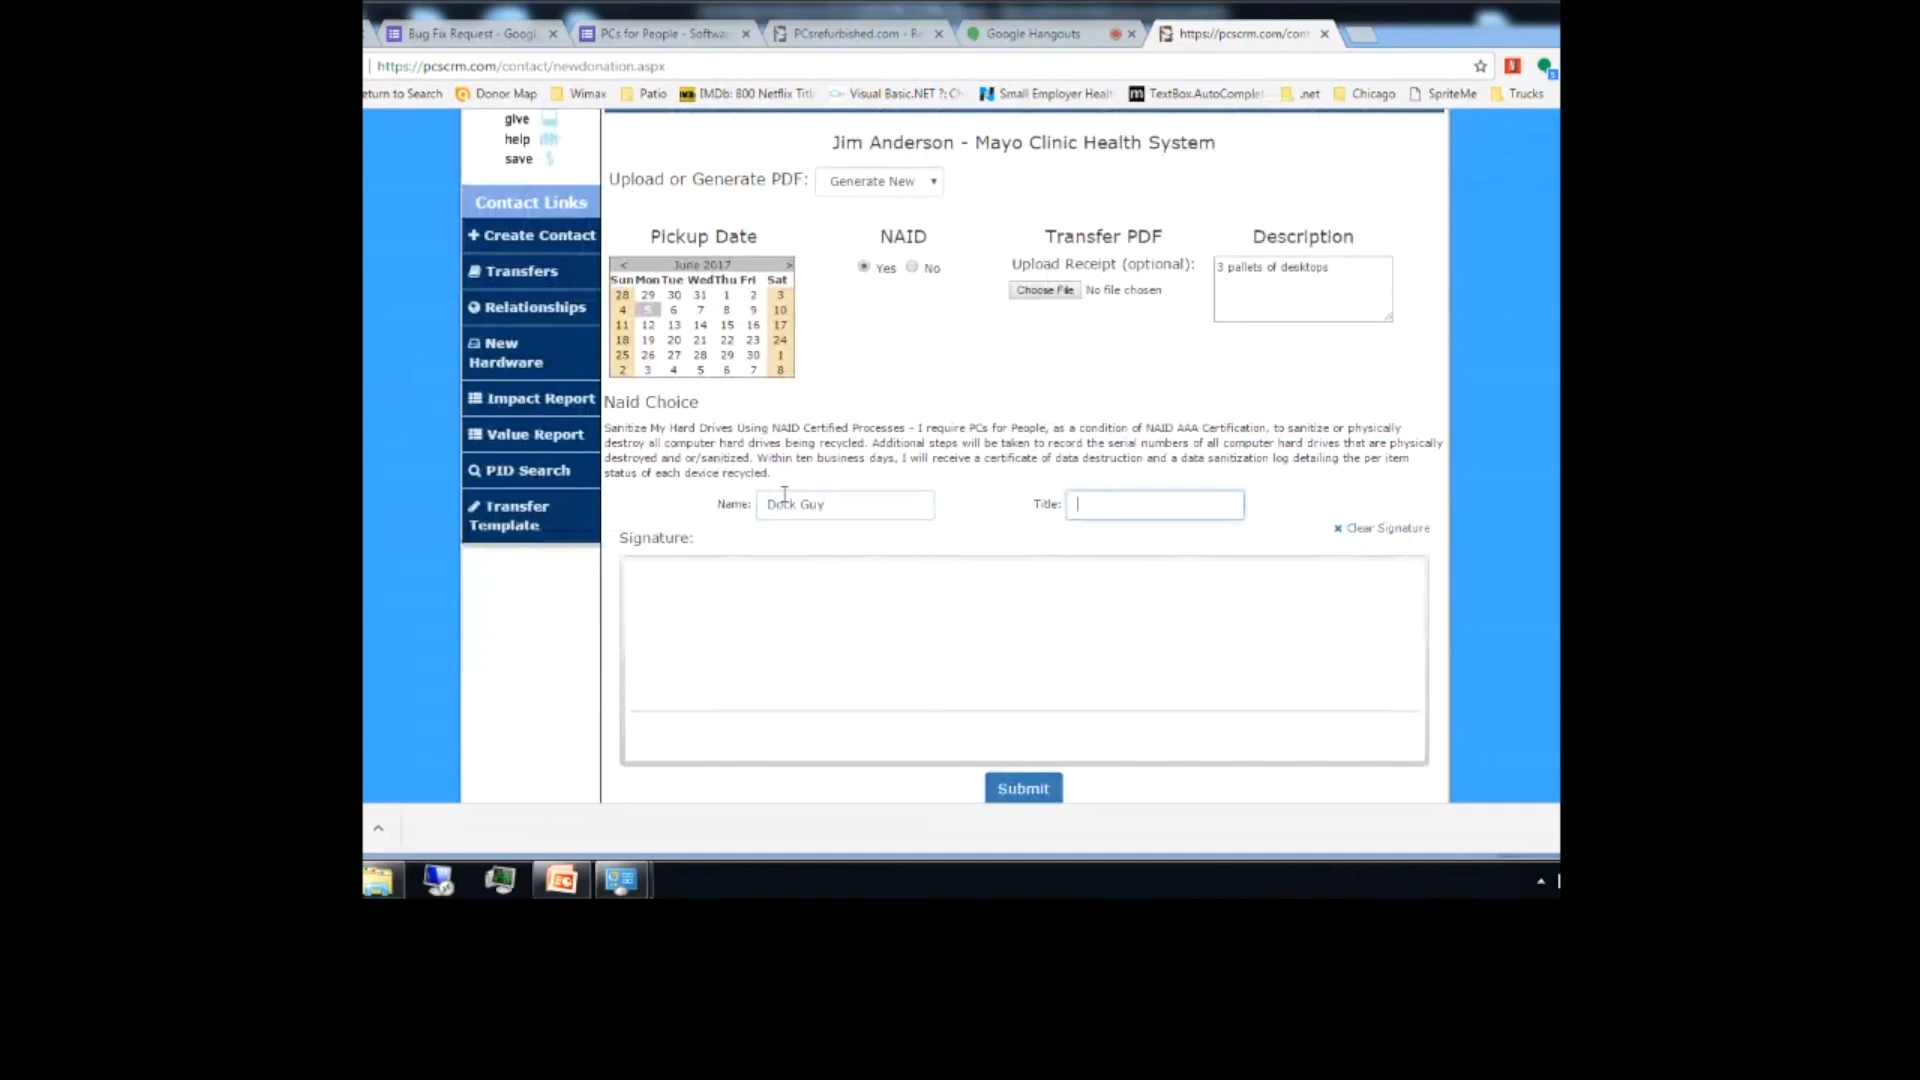 Bug Fix Request - Googl
PCs for People - Softwa
PCsrefurbished.com - R
Google Hangouts
https://pcscrm.com/cont
https://pcscrm.com/contact/newdonation.aspx
eturn to Search
Donor Map
Wimax
Patio
IMDb: 800 Netflix Titl
Visual Basic.NET ?: Ch
Small Employer Healt
TextBox.AutoComplet
.net
Chicago
SpriteMe
Trucks
give
help
save
Contact Links
Create Contact
Transfers
Relationships
New
Hardware
Impact Report
Value Report
PID Search
Transfer
Template
Jim Anderson - Mayo Clinic Health System
Upload or Generate PDF: Generate New
Pickup Date
< June 2017 >
Sun Mon Tue Wed Thu Fri Sat
28 29 30 31 1 2 3
4 5 6 7 8 9 10
11 12 13 14 15 16 17
18 19 20 21 22 23 24
25 26 27 28 29 30 1
2 3 4 5 6 7 8
NAID
Yes No
Transfer PDF
Upload Receipt (optional):
Choose File No file chosen
Description
3 pallets of desktops
Naid Choice
Sanitize My Hard Drives Using NAID Certified Processes - I require PCs for People, as a condition of NAID AAA Certification, to sanitize or physically
destroy all computer hard drives being recycled. Additional steps will be taken to record the serial numbers of all computer hard drives that are physically
destroyed and or/sanitized. Within ten business days, I will receive a certificate of data destruction and a data sanitization log detailing the per item
status of each device recycled.
Name: Dock Guy
Title:
Clear Signature
Signature:
Submit